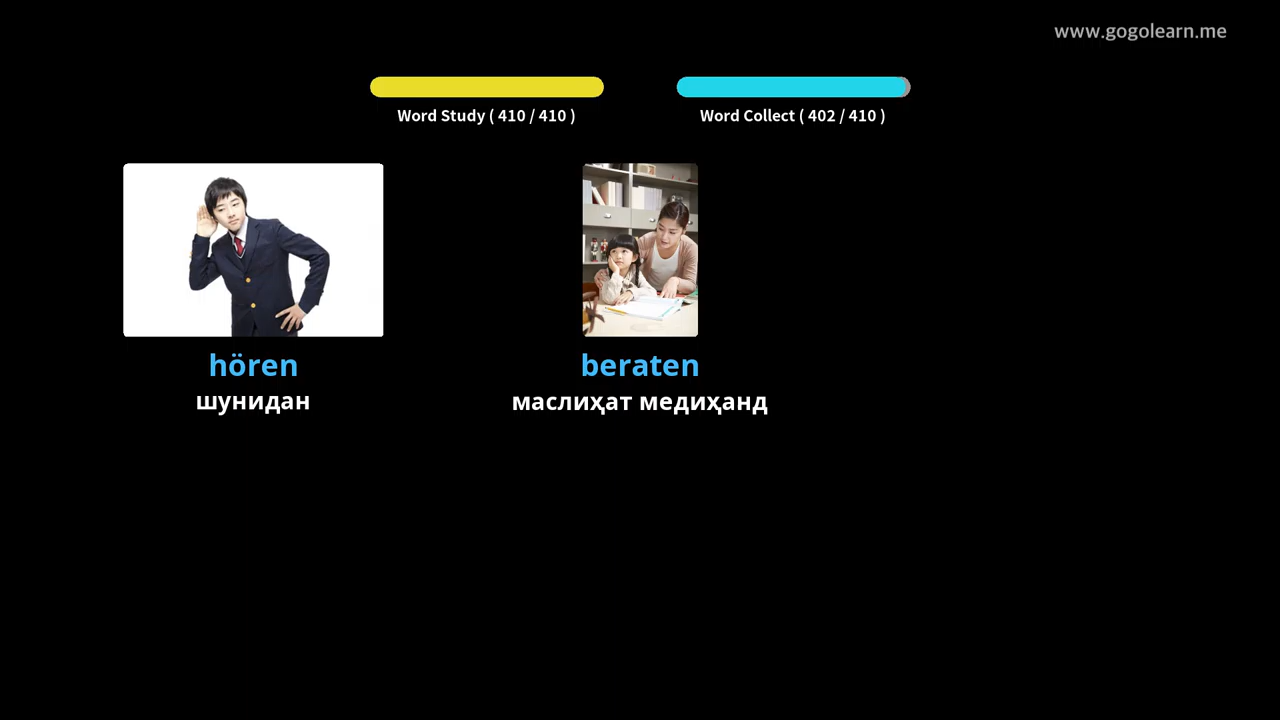 www.gogolearn.me
Word Study ( 410 / 410 )
Word Collect ( 402 / 410 )
hören
шунидан
beraten
маслиҳат медиҳанд